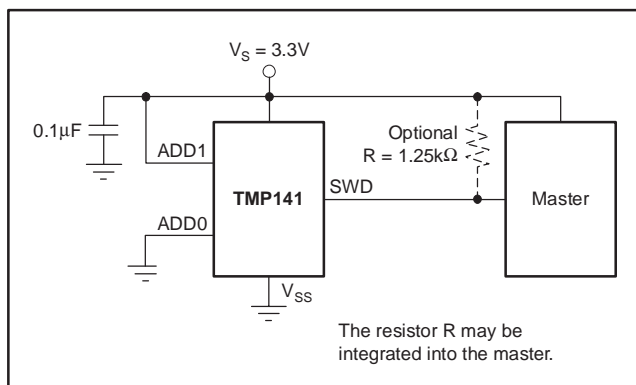 V_S = 3.3V
0.1μF
Optional
R = 1.25kΩ
ADD1
SWD
TMP141
Master
ADD0
V_SS
The resistor R may be
integrated into the master.